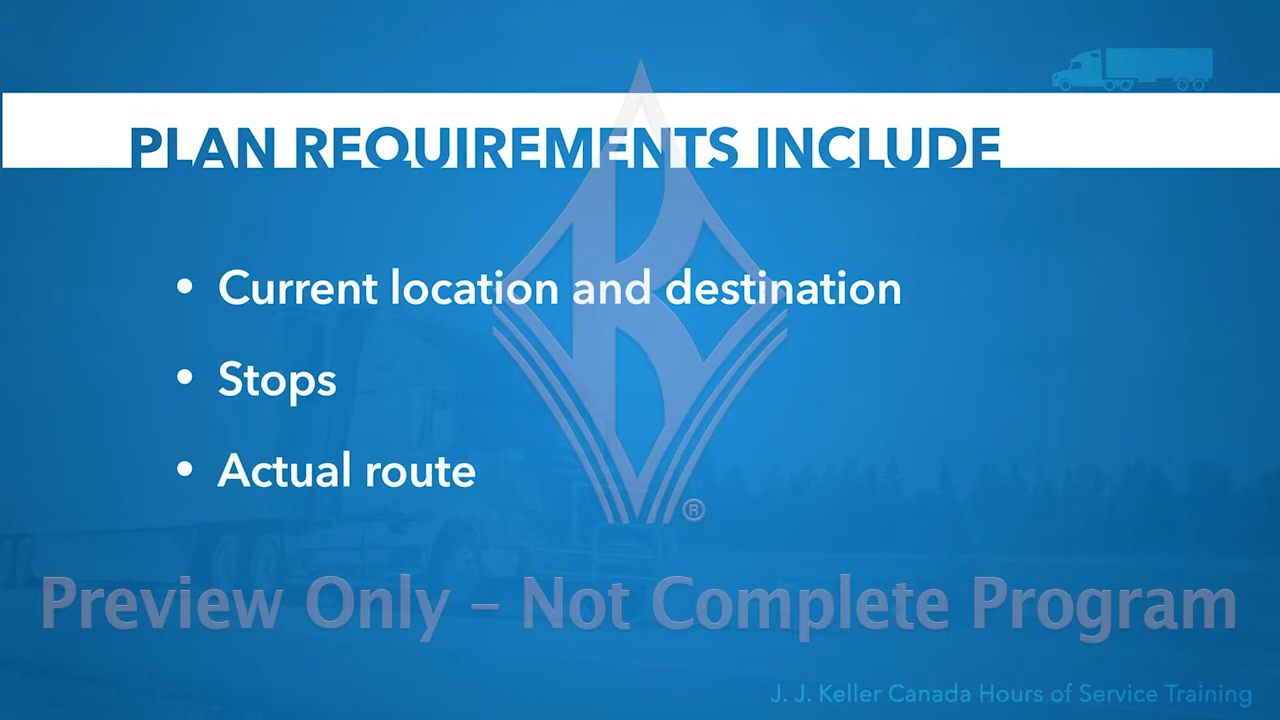 PLAN REQUIREMENTS INCLUDE
• Current location and destination
• Stops
• Actual route
K
®
Preview Only – Not Complete Program
J. J. Keller Canada Hours of Service Training